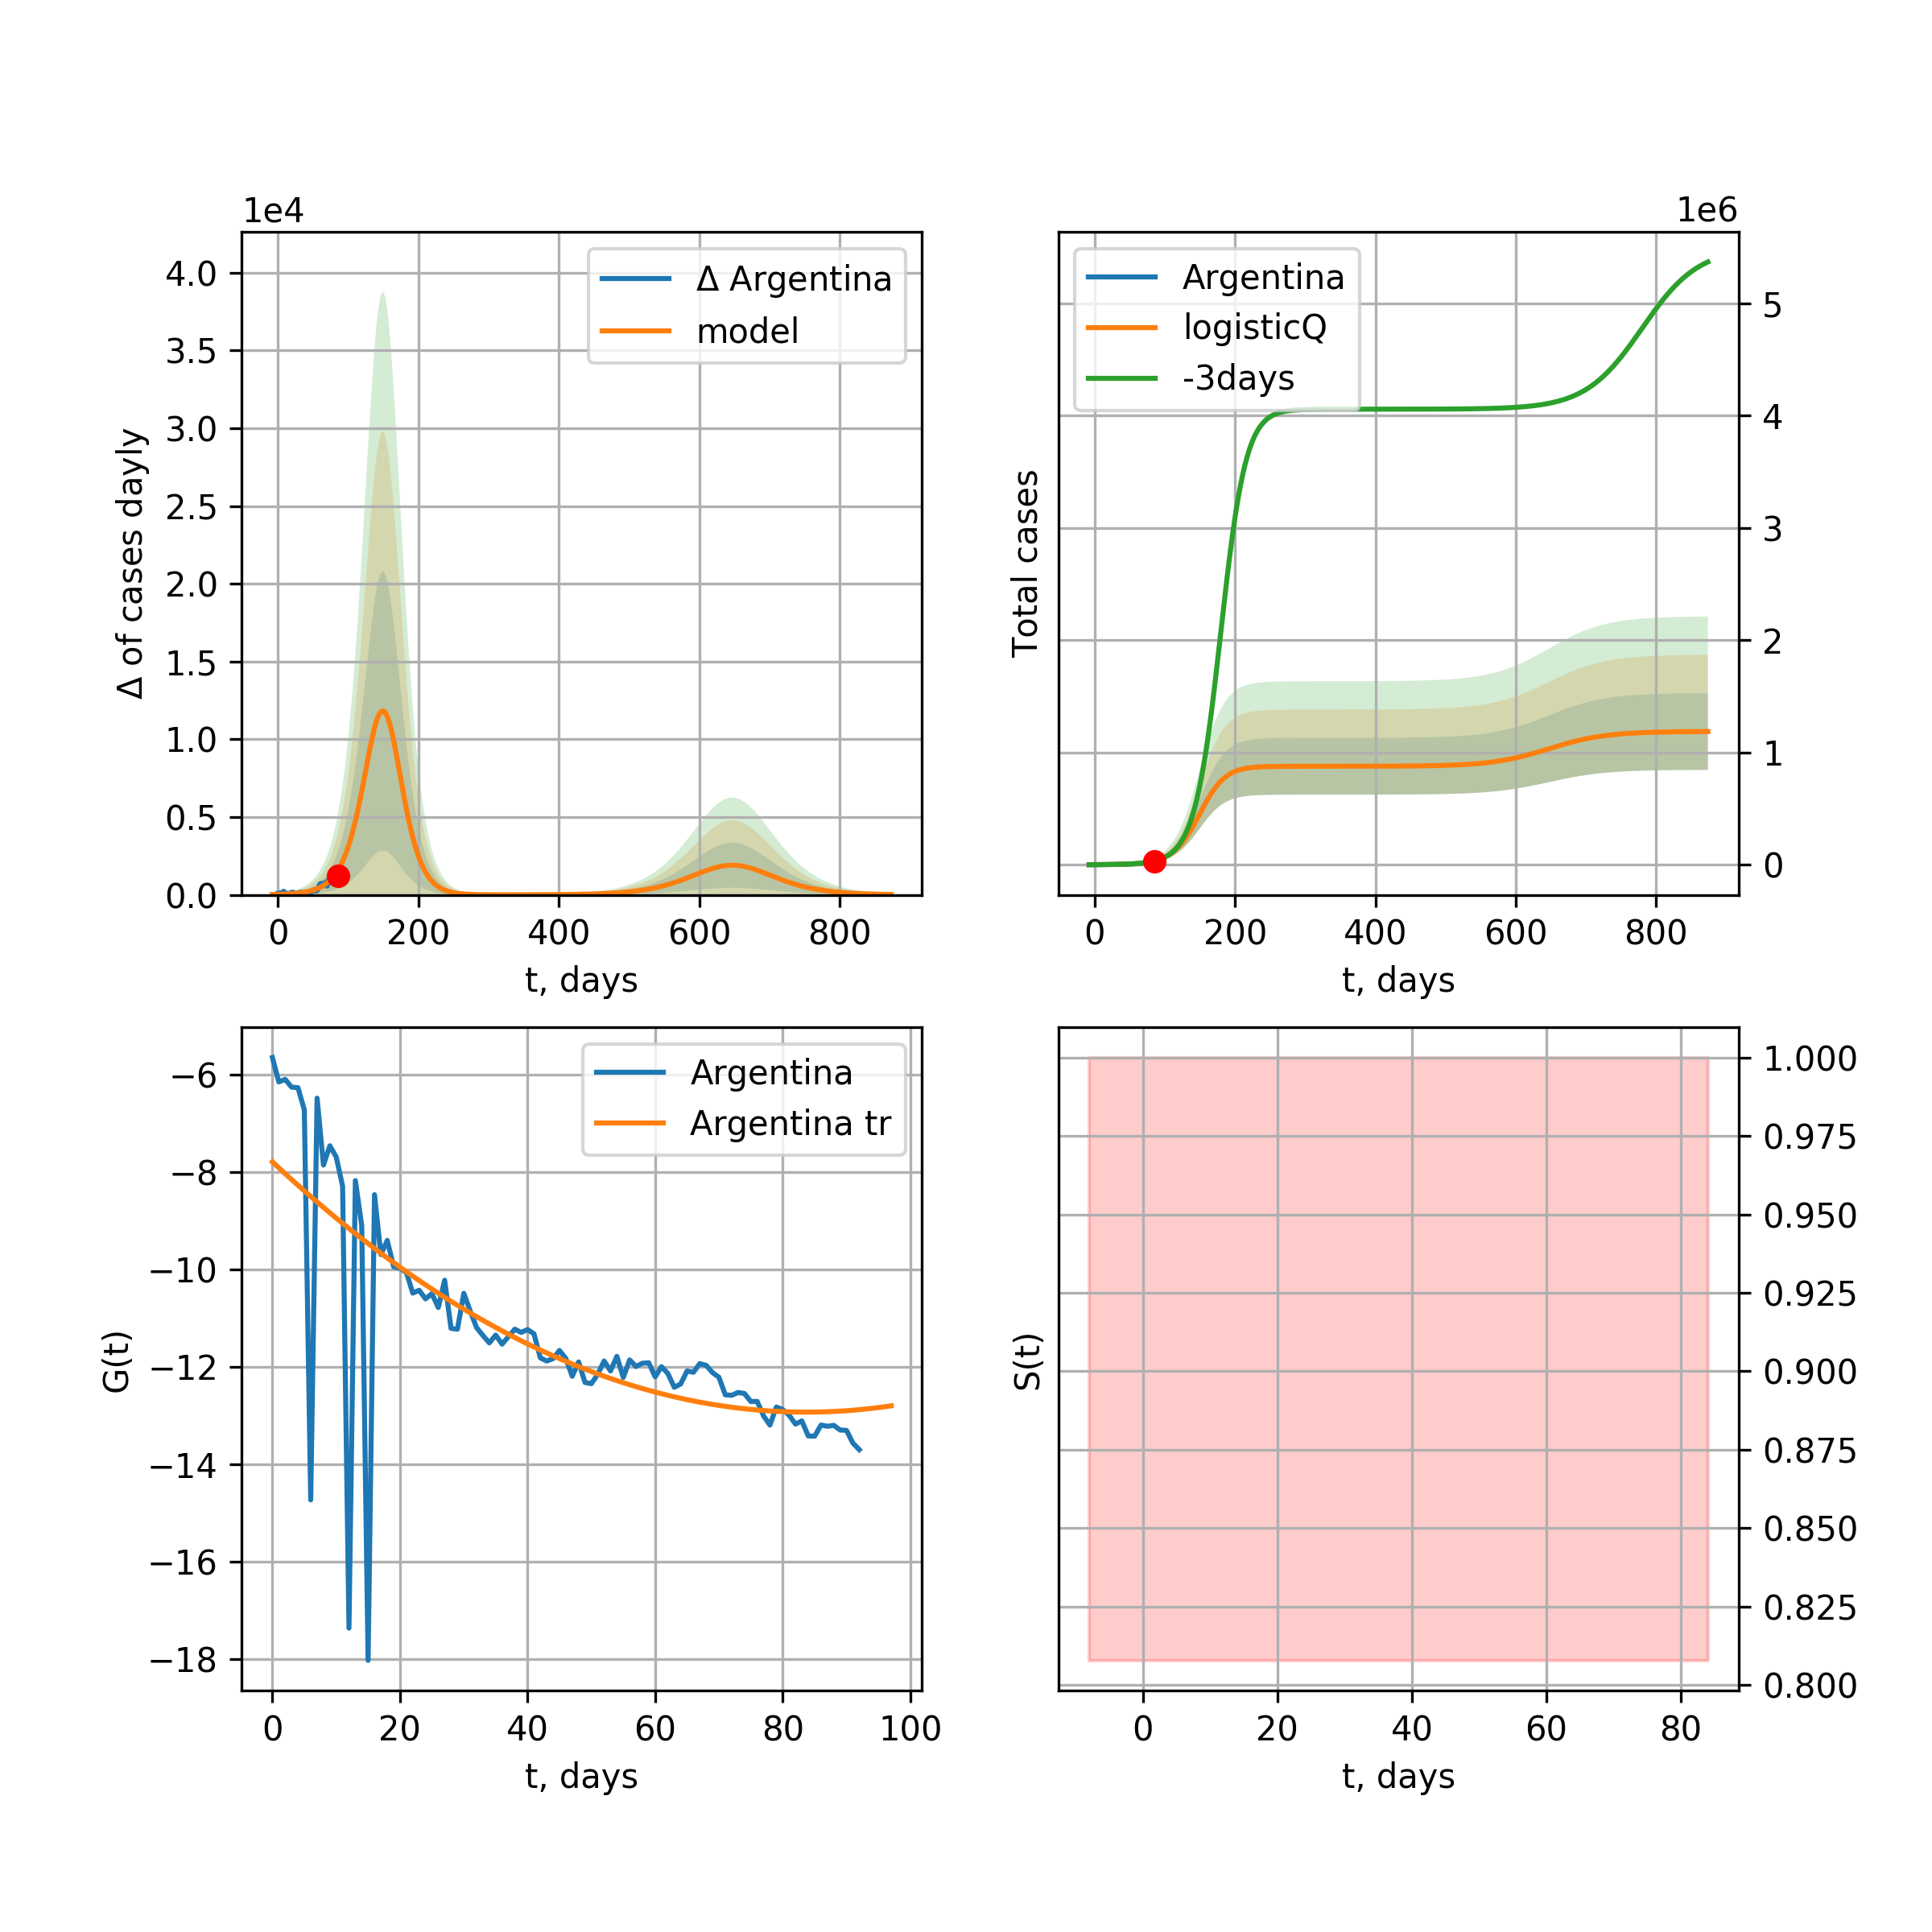 1e4
4.0
3.5
3.0
2.5
2.0
1.5
1.0
0.5
0.0
Δ of cases dayly
Δ Argentina
model
0 200 400 600 800
t, days
1e6
Total cases
Argentina
logisticQ
-3days
5
4
3
2
1
0
0 200 400 600 800
t, days
−6
−8
−10
−12
−14
−16
−18
G(t)
Argentina
Argentina tr
0 20 40 60 80 100
t, days
S(t)
1.000
0.975
0.950
0.925
0.900
0.875
0.850
0.825
0.800
0 20 40 60 80
t, days